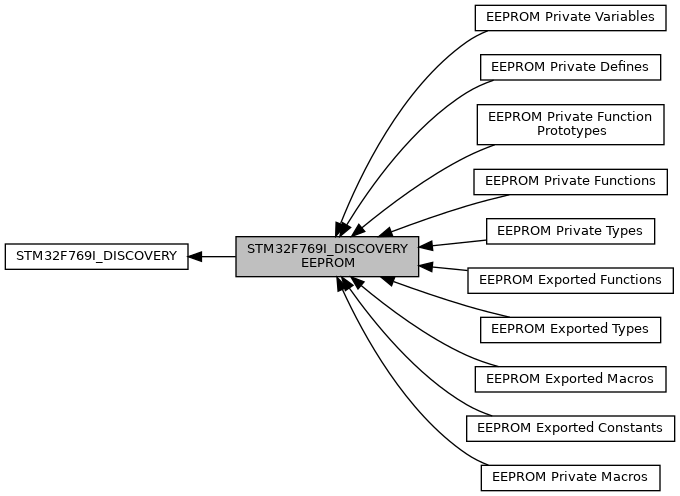 EEPROM Private Variables
EEPROM Private Defines
EEPROM Private Function
Prototypes
EEPROM Private Functions
EEPROM Private Types
STM32F769I_DISCOVERY
STM32F769I_DISCOVERY
EEPROM
EEPROM Exported Functions
EEPROM Exported Types
EEPROM Exported Macros
EEPROM Exported Constants
EEPROM Private Macros